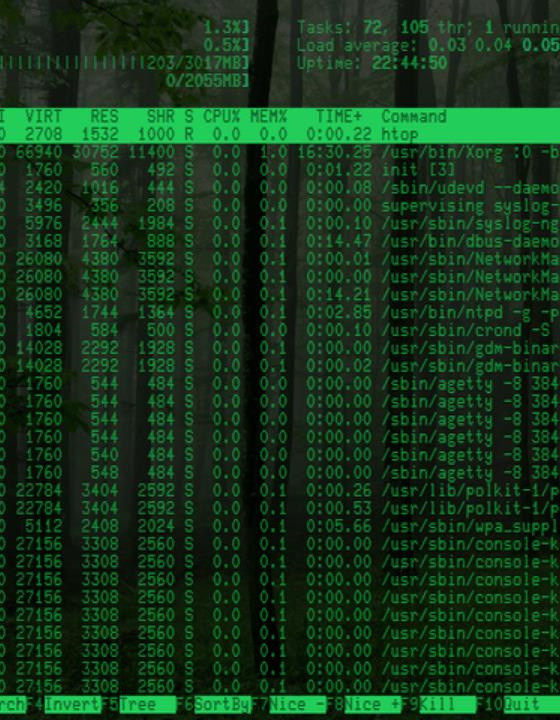 1.3%] Tasks: 72, 105 thr; 1 runnin
0.5%] Load average: 0.03 0.04 0.05
||||||||||||||||203/3017MB] Uptime: 22:44:50
0/2055MB]
I VIRT RES SHR S CPU% MEM% TIME+ Command
0 2708 1532 1000 R 0.0 0.0 0:00.22 htop
0 66940 30752 11400 S 0.0 1.0 16:30.25 /usr/bin/Xorg :0 -b
0 1760 560 492 S 0.0 0.0 0:01.22 init [3]
4 2420 1016 444 S 0.0 0.0 0:00.08 /sbin/udevd --daemo
0 3496 356 208 S 0.0 0.0 0:00.00 supervising syslog-
0 5976 2444 1984 S 0.0 0.1 0:00.10 /usr/sbin/syslog-ng
0 3168 1764 888 S 0.0 0.1 0:14.47 /usr/bin/dbus-daemo
0 26080 4380 3592 S 0.0 0.1 0:00.01 /usr/sbin/NetworkMa
0 26080 4380 3592 S 0.0 0.1 0:00.00 /usr/sbin/NetworkMa
0 26080 4380 3592 S 0.0 0.1 0:14.21 /usr/sbin/NetworkMa
0 4652 1744 1364 S 0.0 0.1 0:02.85 /usr/bin/ntpd -g -p
0 1804 584 500 S 0.0 0.0 0:00.10 /usr/sbin/crond -S
0 14028 2292 1928 S 0.0 0.1 0:00.00 /usr/sbin/gdm-binar
0 14028 2292 1928 S 0.0 0.1 0:00.02 /usr/sbin/gdm-binar
0 1760 544 484 S 0.0 0.0 0:00.00 /sbin/agetty -8 384
0 1760 544 484 S 0.0 0.0 0:00.00 /sbin/agetty -8 384
0 1760 544 484 S 0.0 0.0 0:00.00 /sbin/agetty -8 384
0 1760 544 484 S 0.0 0.0 0:00.00 /sbin/agetty -8 384
0 1760 540 484 S 0.0 0.0 0:00.00 /sbin/agetty -8 384
0 1760 548 484 S 0.0 0.0 0:00.00 /sbin/agetty -8 384
0 22784 3404 2592 S 0.0 0.1 0:00.26 /usr/lib/polkit-1/p
0 22784 3404 2592 S 0.0 0.1 0:00.53 /usr/lib/polkit-1/p
0 5112 2408 2024 S 0.0 0.1 0:05.66 /usr/sbin/wpa_suppl
0 27156 3308 2560 S 0.0 0.1 0:00.00 /usr/sbin/console-k
0 27156 3308 2560 S 0.0 0.1 0:00.00 /usr/sbin/console-k
0 27156 3308 2560 S 0.0 0.1 0:00.00 /usr/sbin/console-k
0 27156 3308 2560 S 0.0 0.1 0:00.00 /usr/sbin/console-k
0 27156 3308 2560 S 0.0 0.1 0:00.00 /usr/sbin/console-k
0 27156 3308 2560 S 0.0 0.1 0:00.00 /usr/sbin/console-k
0 27156 3308 2560 S 0.0 0.1 0:00.00 /usr/sbin/console-k
0 27156 3308 2560 S 0.0 0.1 0:00.00 /usr/sbin/console-k
0 27156 3308 2560 S 0.0 0.1 0:00.00 /usr/sbin/console-k
rchF4InvertF5Tree F6SortByF7Nice -F8Nice +F9Kill F10Quit